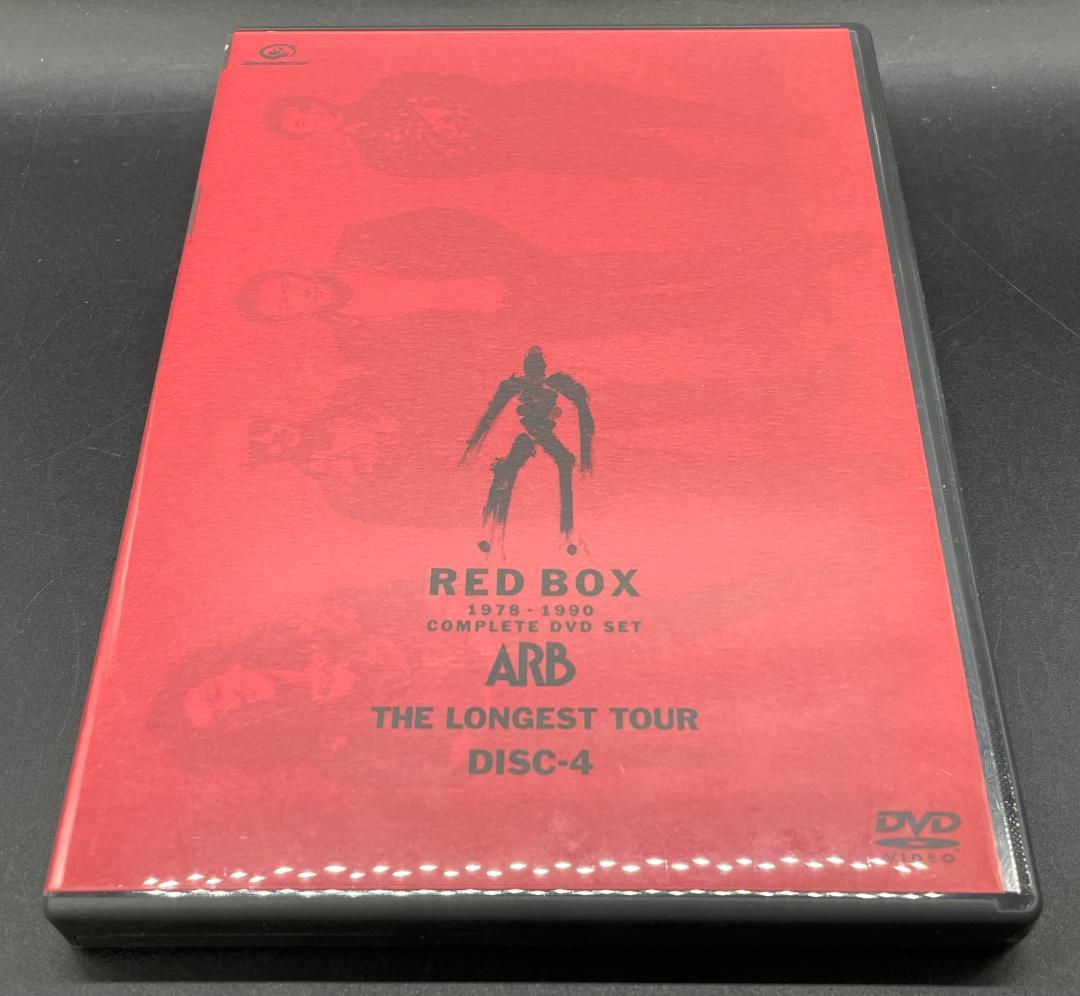 RED BOX
1978-1990
COMPLETE DVD SET
ARB
THE LONGEST TOUR
DISC-4
DVD
VIDEO